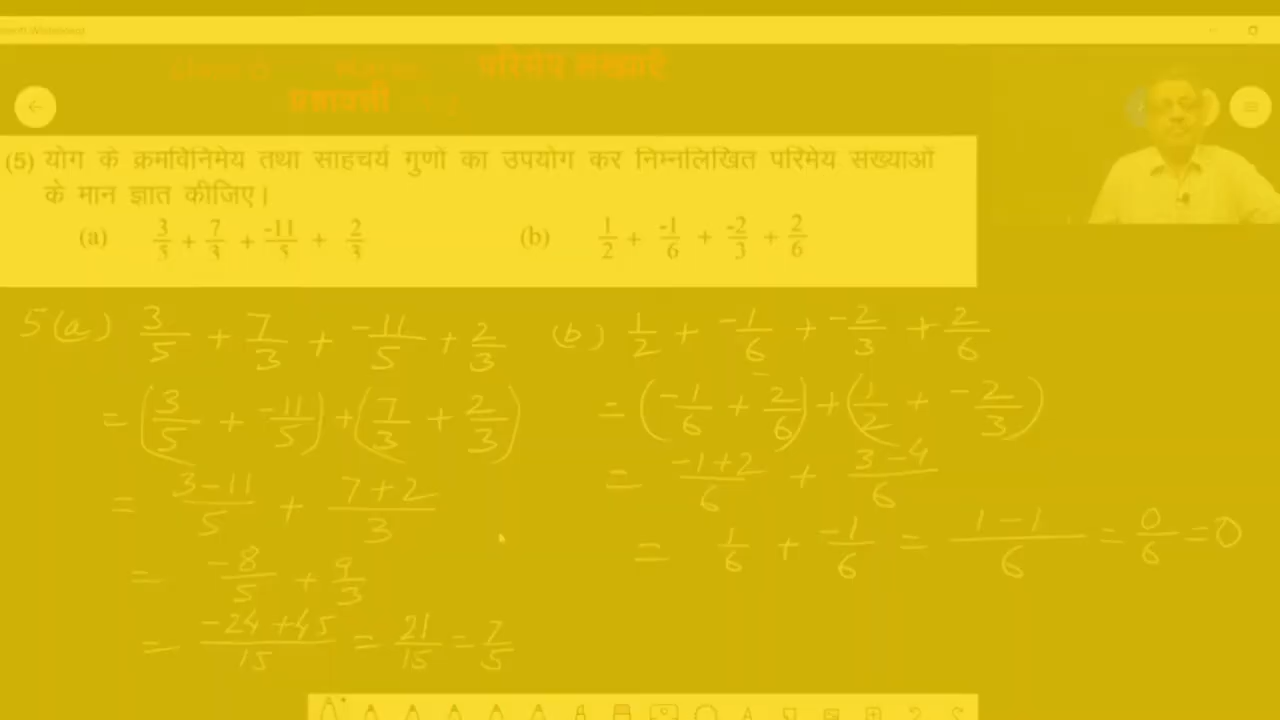 परिमेय संख्याएँ
प्रश्नावली
(5) योग के क्रमविनिमेय तथा साहचर्य गुणों का उपयोग कर निम्नलिखित परिमेय संख्याओं
के मान ज्ञात कीजिए।
(a) 3/5 + 7/3 + -11/5 + 2/3 (b) 1/2 + -1/6 + -2/3 + 2/6
5(a) 3/5 + 7/3 + -11/5 + 2/3 (b) 1/2 + -1/6 + -2/3 + 2/6
= (3/5 + -11/5) + (7/3 + 2/3) = (-1/6 + 2/6) + (1/2 + -2/3)
= 3-11/5 + 7+2/3 = -1+2/6 + 3-4/6
= -8/5 + 9/3 = 1/6 + -1/6 = 1-1/6 = 0/6 = 0
= -24+45/15 = 21/15 = 7/5